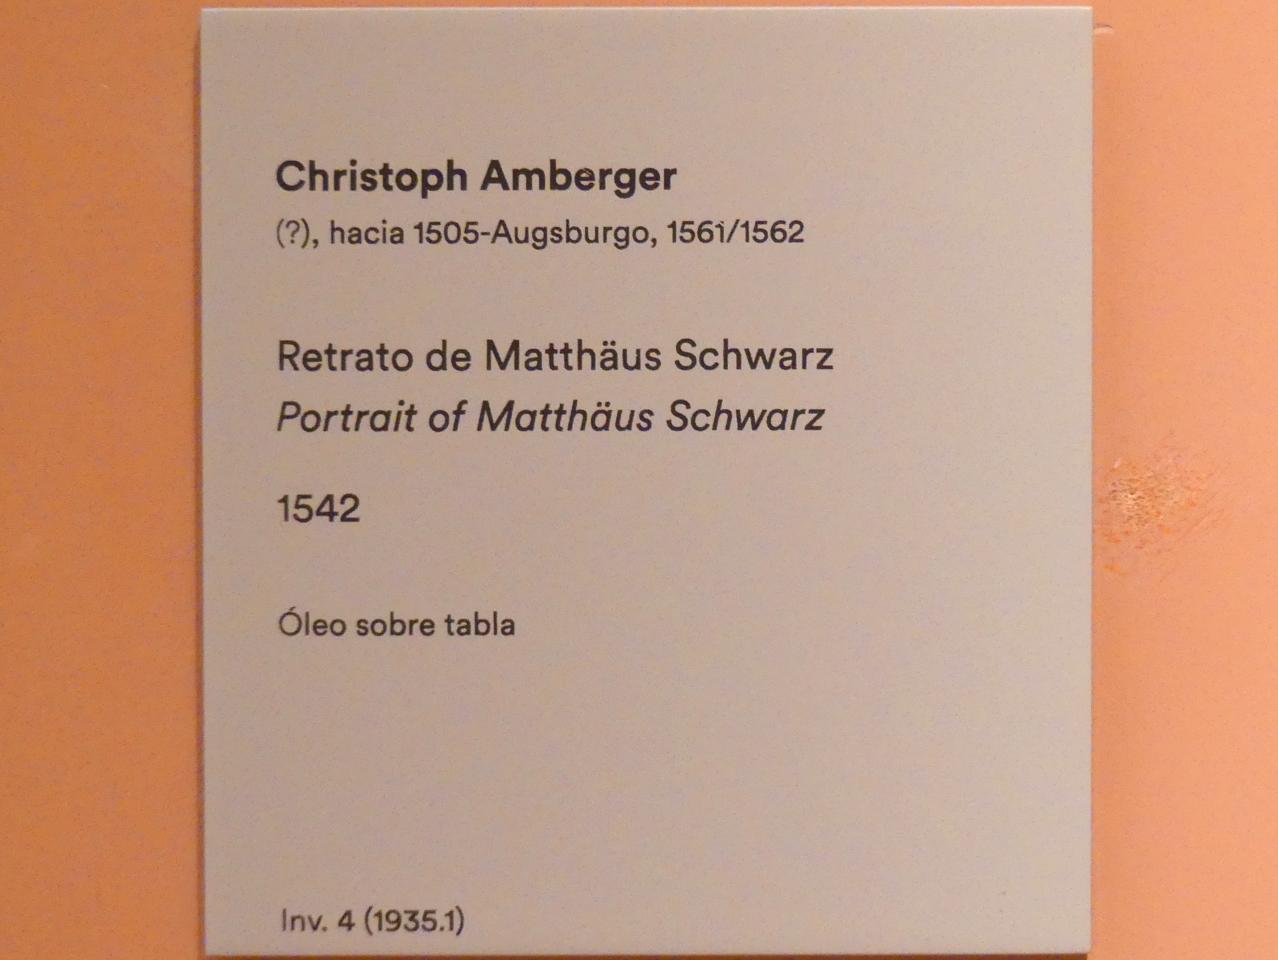 Christoph Amberger
(?), hacia 1505-Augsburgo, 1561/1562
Retrato de Matthäus Schwarz
Portrait of Matthäus Schwarz
1542
Óleo sobre tabla
Inv. 4 (1935.1)